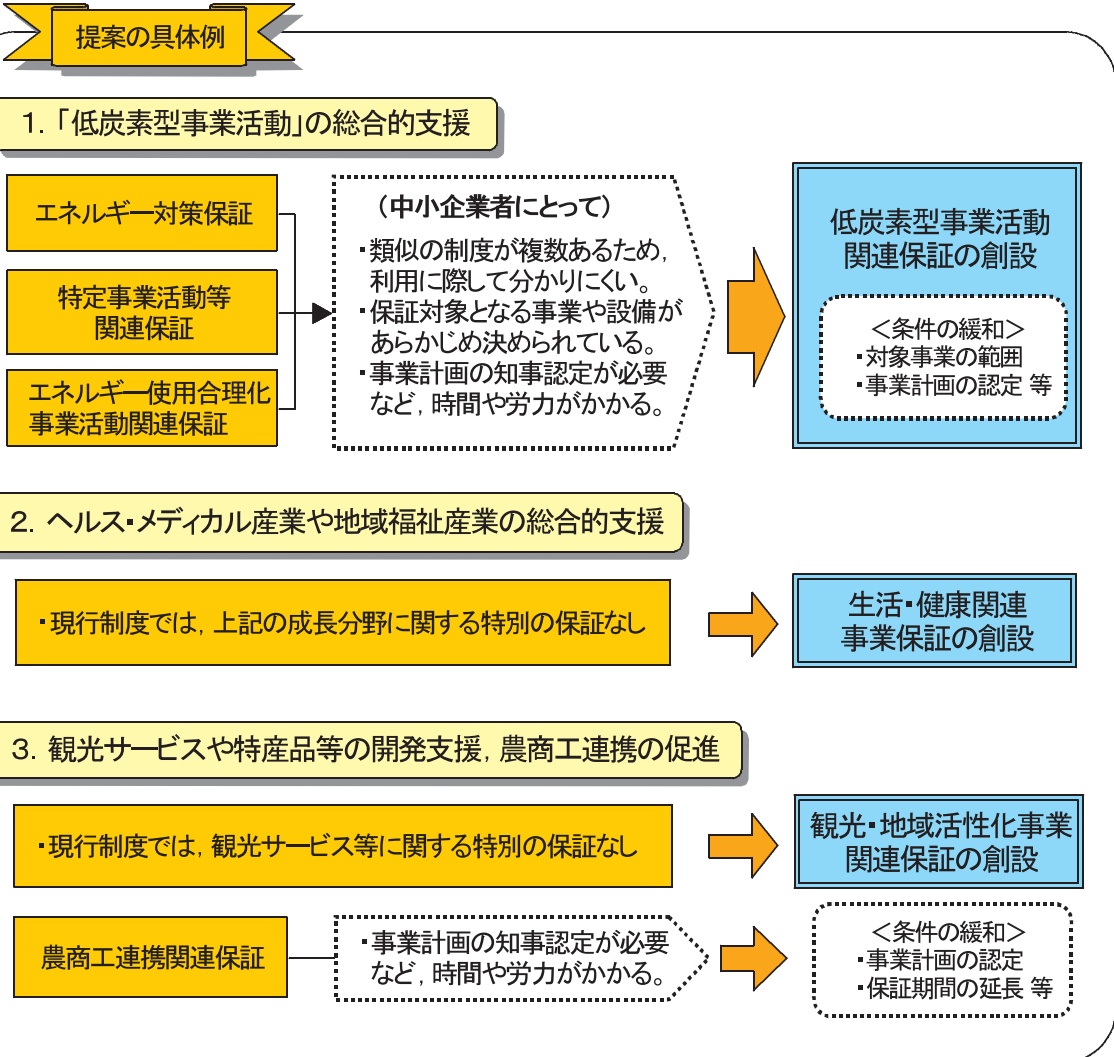 提案の具体例
1．「低炭素型事業活動」の総合的支援
エネルギー対策保証
特定事業活動等
関連保証
エネルギー使用合理化
事業活動関連保証
（中小企業者にとって）
・類似の制度が複数あるため，
利用に際して分かりにくい。
・保証対象となる事業や設備が
あらかじめ決められている。
・事業計画の知事認定が必要
など，時間や労力がかかる。
低炭素型事業活動
関連保証の創設
＜条件の緩和＞
・対象事業の範囲
・事業計画の認定 等
2．ヘルス・メディカル産業や地域福祉産業の総合的支援
・現行制度では，上記の成長分野に関する特別の保証なし
生活・健康関連
事業保証の創設
3．観光サービスや特産品等の開発支援，農商工連携の促進
・現行制度では，観光サービス等に関する特別の保証なし
観光・地域活性化事業
関連保証の創設
農商工連携関連保証
・事業計画の知事認定が必要
など，時間や労力がかかる。
＜条件の緩和＞
・事業計画の認定
・保証期間の延長 等